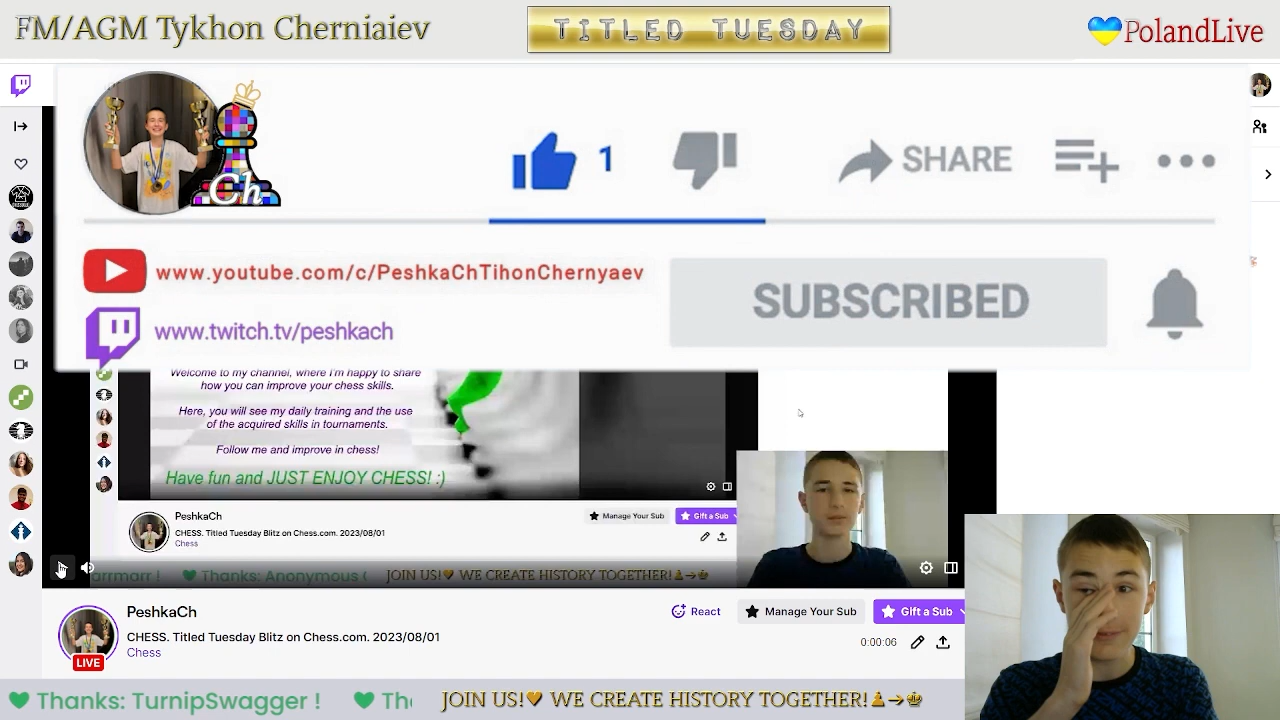 FM/AGM Tykhon Cherniaiev
TITLED TUESDAY
PolandLive
Ch
1
SHARE
www.youtube.com/c/PeshkaChTihonChernyaev
SUBSCRIBED
www.twitch.tv/peshkach
Welcome to my channel, where I'm happy to share
how you can improve your chess skills.
Here, you will see my daily training and the use
of the acquired skills in tournaments.
Follow me and improve in chess!
Have fun and JUST ENJOY CHESS! :)
PeshkaCh
Manage Your Sub
Gift a Sub
CHESS. Titled Tuesday Blitz on Chess.com. 2023/08/01
Chess
Thanks: Anonymous
JOIN US! WE CREATE HISTORY TOGETHER!
PeshkaCh
React
Manage Your Sub
Gift a Sub
CHESS. Titled Tuesday Blitz on Chess.com. 2023/08/01
0:00:06
Chess
LIVE
Thanks: TurnipSwagger !
JOIN US! WE CREATE HISTORY TOGETHER!